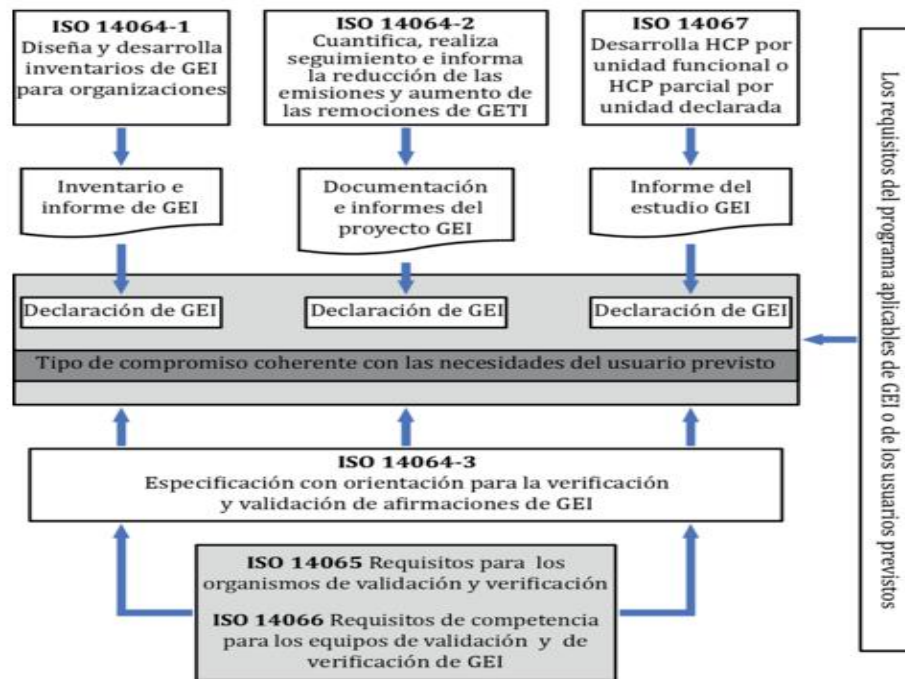 ISO 14064-1
Diseña y desarrolla
inventarios de GEI
para organizaciones
ISO 14064-2
Cuantifica, realiza
seguimiento e informa
la reducción de las
emisiones y aumento de
las remociones de GETI
ISO 14067
Desarrolla HCP por
unidad funcional o
HCP parcial por
unidad declarada
Inventario e
informe de GEI
Documentación
e informes del
proyecto GEI
Informe del
estudio GEI
Declaración de GEI
Declaración de GEI
Declaración de GEI
Tipo de compromiso coherente con las necesidades del usuario previsto
ISO 14064-3
Especificación con orientación para la verificación
y validación de afirmaciones de GEI
ISO 14065 Requisitos para los
organismos de validación y verificación
ISO 14066 Requisitos de competencia
para los equipos de validación y de
verificación de GEI
Los requisitos del programa aplicables de GEI o de los usuarios previstos